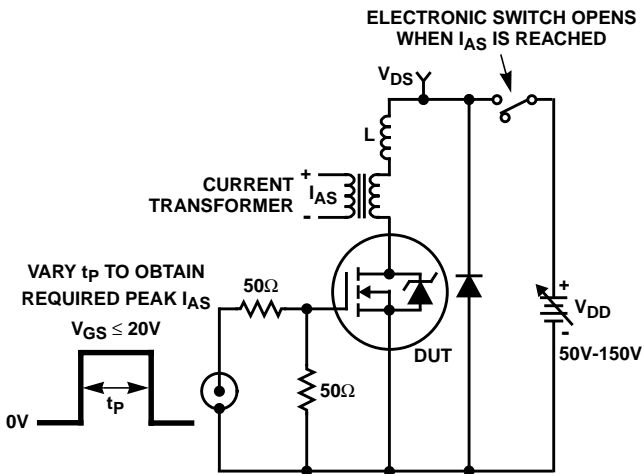 ELECTRONIC SWITCH OPENS
WHEN IAS IS REACHED
VDS
L
+
CURRENT
TRANSFORMER
IAS
-
VARY tP TO OBTAIN
REQUIRED PEAK IAS
VGS ≤ 20V
50Ω
DUT
50Ω
0V
tP
+
VDD
-
50V-150V